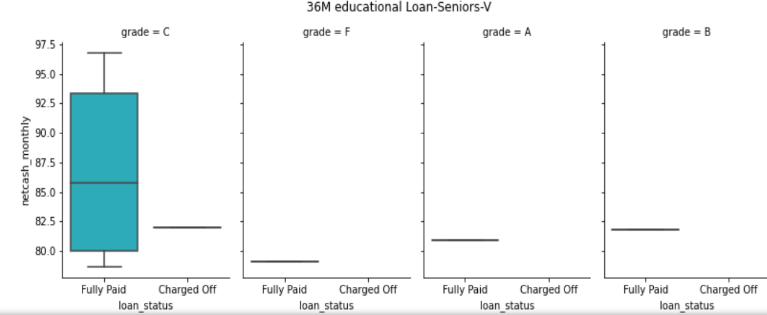 36M educational Loan-Seniors-V
grade = C grade = F grade = A grade = B
97.5
95.0
92.5
90.0
87.5
85.0
82.5
80.0
netcash_monthly
Fully Paid Charged Off Fully Paid Charged Off Fully Paid Charged Off Fully Paid Charged Off
loan_status loan_status loan_status loan_status